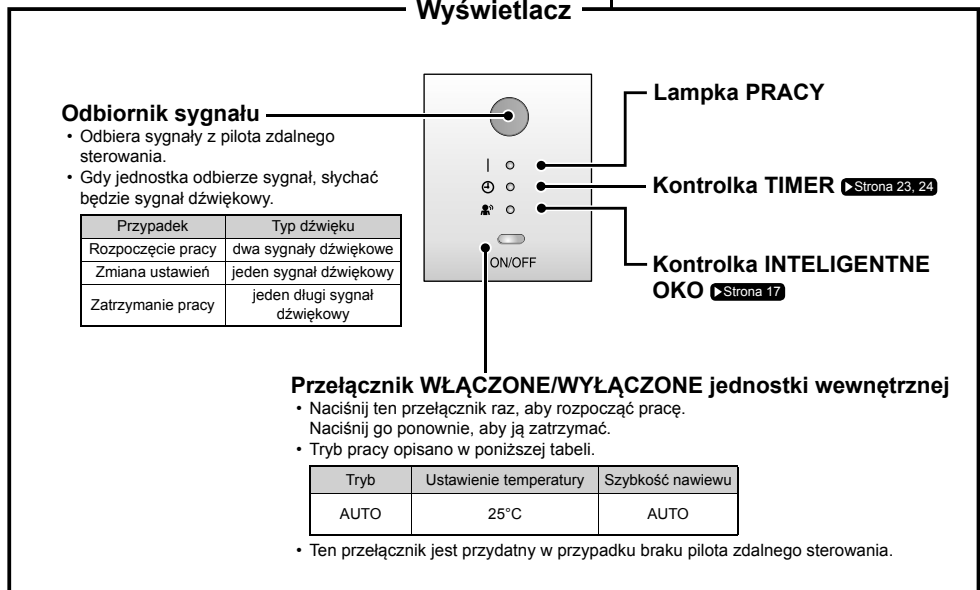 Wyświetlacz
Odbiornik sygnału
• Odbiera sygnały z pilota zdalnego
sterowania.
• Gdy jednostka odbierze sygnał, słychać
będzie sygnał dźwiękowy.
Przypadek Typ dźwięku
Rozpoczęcie pracy dwa sygnały dźwiękowe
Zmiana ustawień jeden sygnał dźwiękowy
Zatrzymanie pracy jeden długi sygnał
dźwiękowy
ON/OFF
Lampka PRACY
Kontrolka TIMER ▶Strona 23, 24
Kontrolka INTELIGENTNE
OKO ▶Strona 17
Przełącznik WŁĄCZONE/WYŁĄCZONE jednostki wewnętrznej
• Naciśnij ten przełącznik raz, aby rozpocząć pracę.
Naciśnij go ponownie, aby ją zatrzymać.
• Tryb pracy opisano w poniższej tabeli.
Tryb Ustawienie temperatury Szybkość nawiewu
AUTO 25°C AUTO
• Ten przełącznik jest przydatny w przypadku braku pilota zdalnego sterowania.